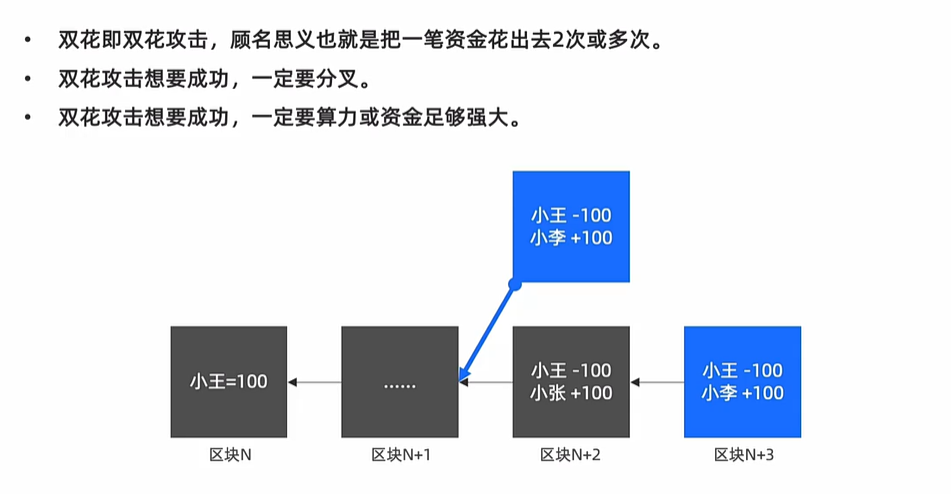 • 双花即双花攻击，顾名思义也就是把一笔资金花出去2次或多次。
• 双花攻击想要成功，一定要分叉。
• 双花攻击想要成功，一定要算力或资金足够强大。
小王 -100
小李 +100
小王=100
......
小王 -100
小张 +100
小王 -100
小李 +100
区块N
区块N+1
区块N+2
区块N+3